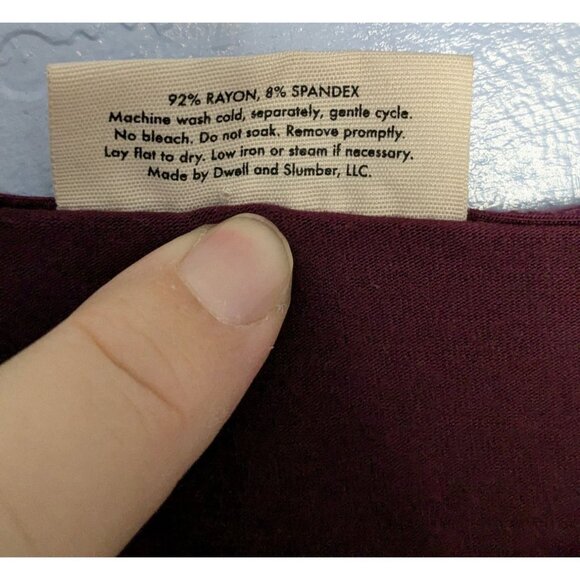 92% RAYON, 8% SPANDEX
Machine wash cold, separately, gentle cycle.
No bleach. Do not soak. Remove promptly.
Lay flat to dry. Low iron or steam if necessary.
Made by Dwell and Slumber, LLC.